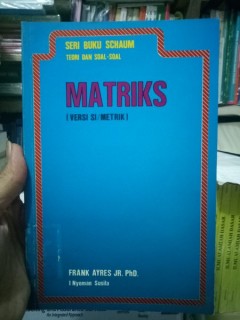 SERI BUKU SCHAUM
TEORI DAN SOAL-SOAL
MATRIKS
( VERSI SI: METRIK )
FRANK AYRES JR. PhD.
I Nyoman Susila